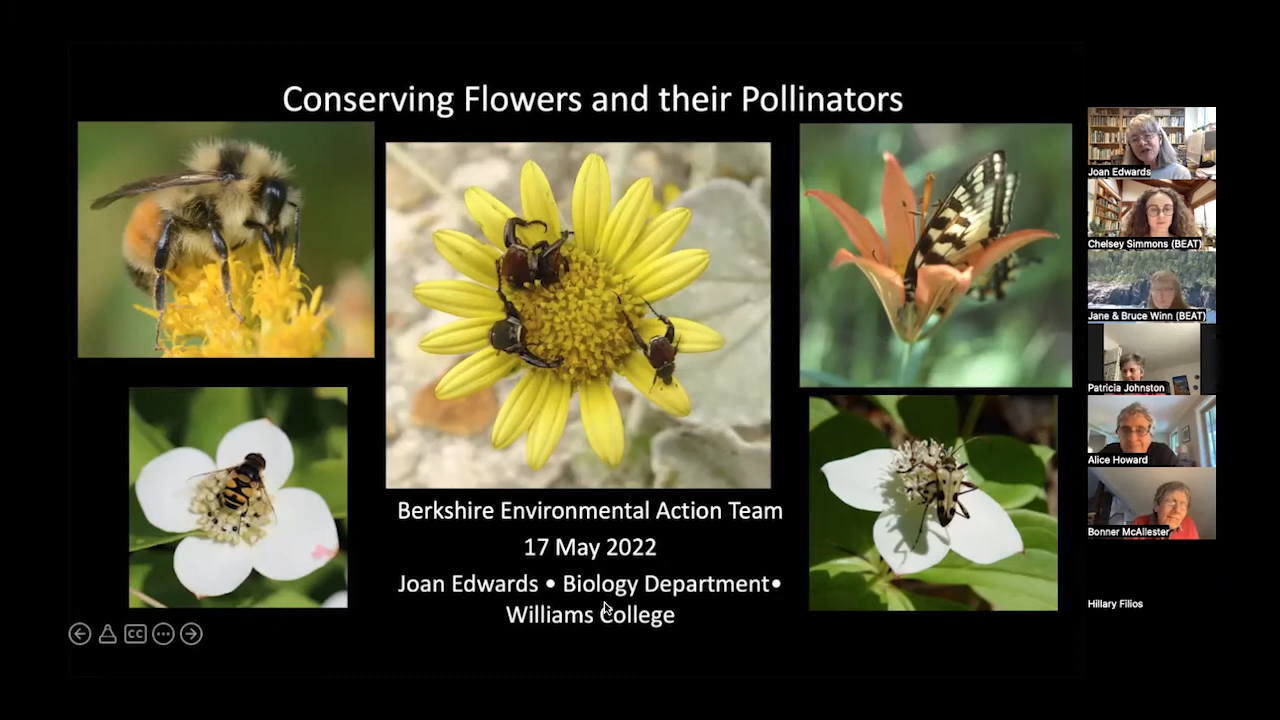 Conserving Flowers and their Pollinators
Berkshire Environmental Action Team
17 May 2022
Joan Edwards • Biology Department•
Williams College
CC
Joan Edwards
Chelsey Simmons (BEAT)
Jane & Bruce Winn (BEAT)
Patricia Johnston
Alice Howard
Bonner McAllester
Hillary Filios